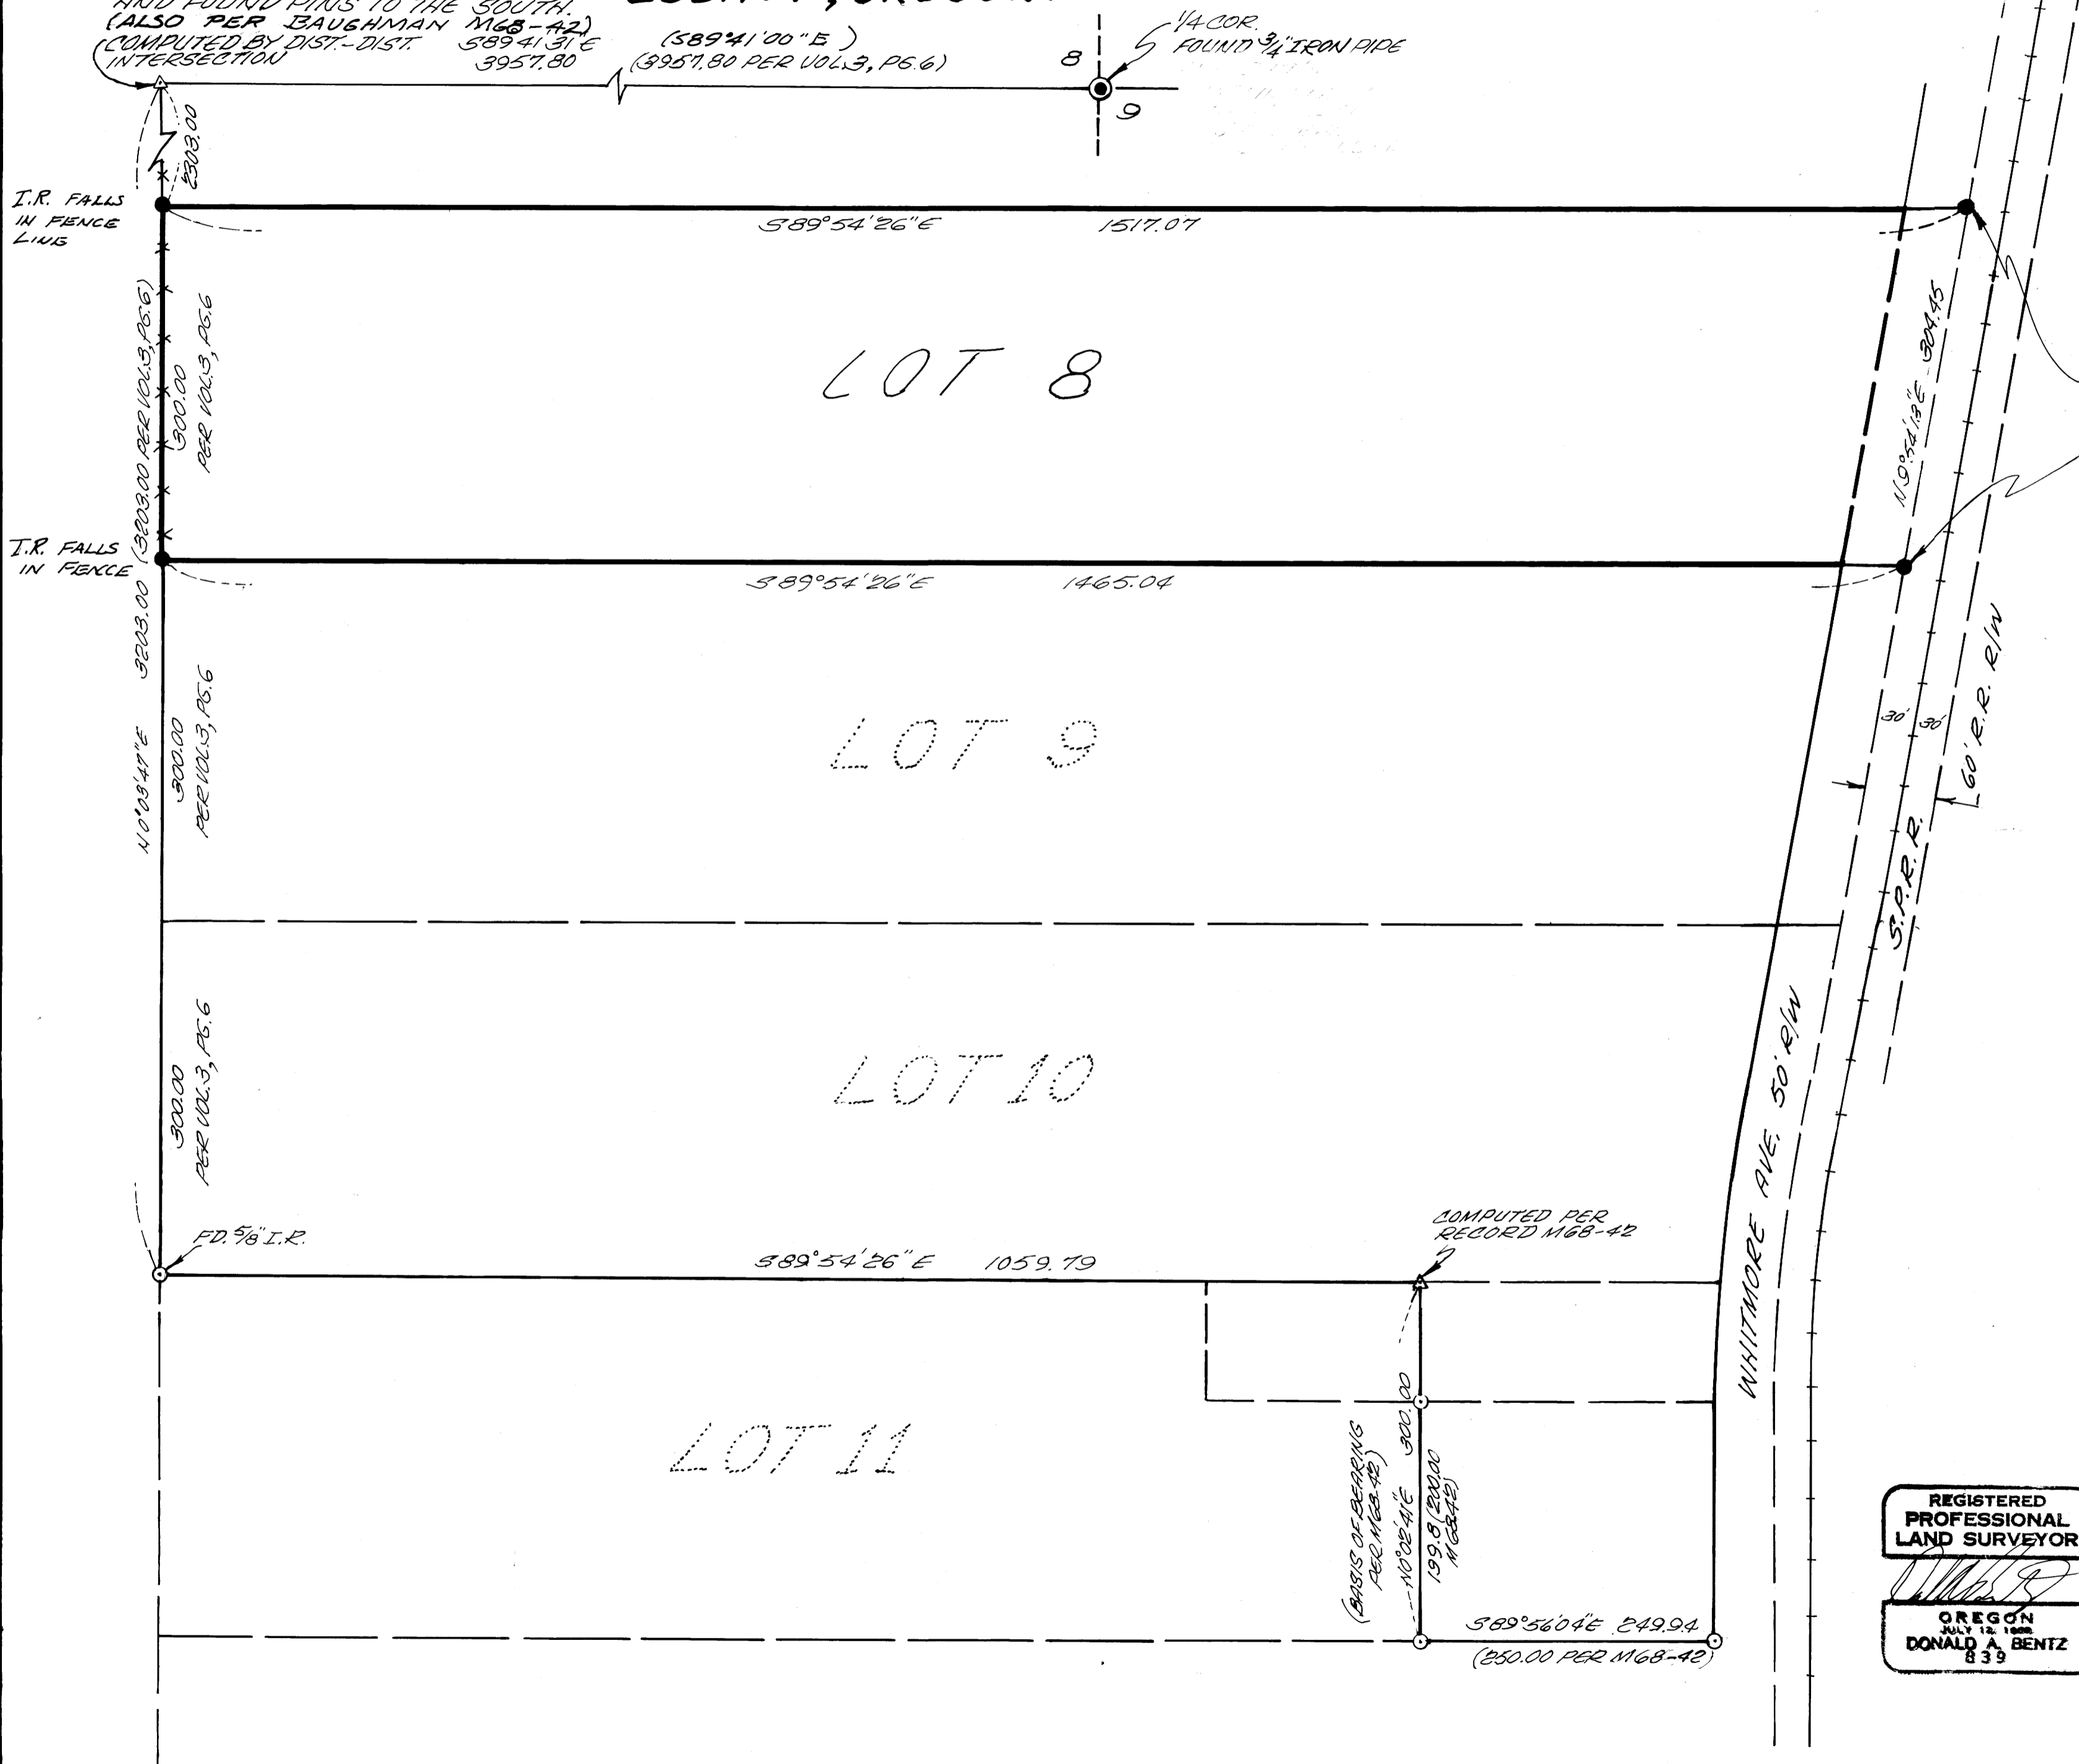 AND FOUND PINS TO THE SOUTH.
(ALSO PER BAUGHMAN M68-42)
COMPUTED BY DIST.-DIST.
INTERSECTION
S89°41'31"E
3957.80
(S89°41'00"E)
(3957.80 PER VOL.3, PG.6)
8
9
1/4 COR.
FOUND 3/4" IRON PIPE
2303.00
I.R. FALLS
IN FENCE
LINE
S89°54'26"E 1517.07
LOT 8
300.00
PER VOL.3, PG.6
N9°54'13"E - 304.45
I.R. FALLS
IN FENCE
S89°54'26"E 1465.04
N0°03'47"E 3203.00 (3203.00 PER VOL.3, PG.6)
LOT 9
300.00
PER VOL.3, PG.6
30' 30'
60' R.R. R/W
S.P.R.R.
LOT 10
300.00
PER VOL.3, PG.6
WHITMORE AVE. 50' R/W
FD. 5/8" I.R.
S89°54'26"E 1059.79
COMPUTED PER
RECORD M68-42
LOT 11
(BASIS OF BEARING
PER M68-42)
N0°02'41"E 300.00
199.8 (200.00
M68-42)
S89°56'04"E 249.94
(250.00 PER M68-42)
REGISTERED
PROFESSIONAL
LAND SURVEYOR
OREGON
JULY 12,
DONALD A. BENTZ
839